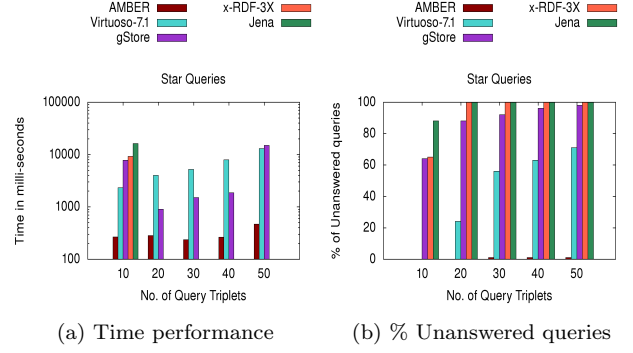 AMBER
Virtuoso-7.1
gStore
x-RDF-3X
Jena
Star Queries
Time in milli-seconds
100000
10000
1000
100
10 20 30 40 50
No. of Query Triplets
(a) Time performance
AMBER
Virtuoso-7.1
gStore
x-RDF-3X
Jena
Star Queries
% of Unanswered queries
100
80
60
40
20
0
10 20 30 40 50
No. of Query Triplets
(b) % Unanswered queries